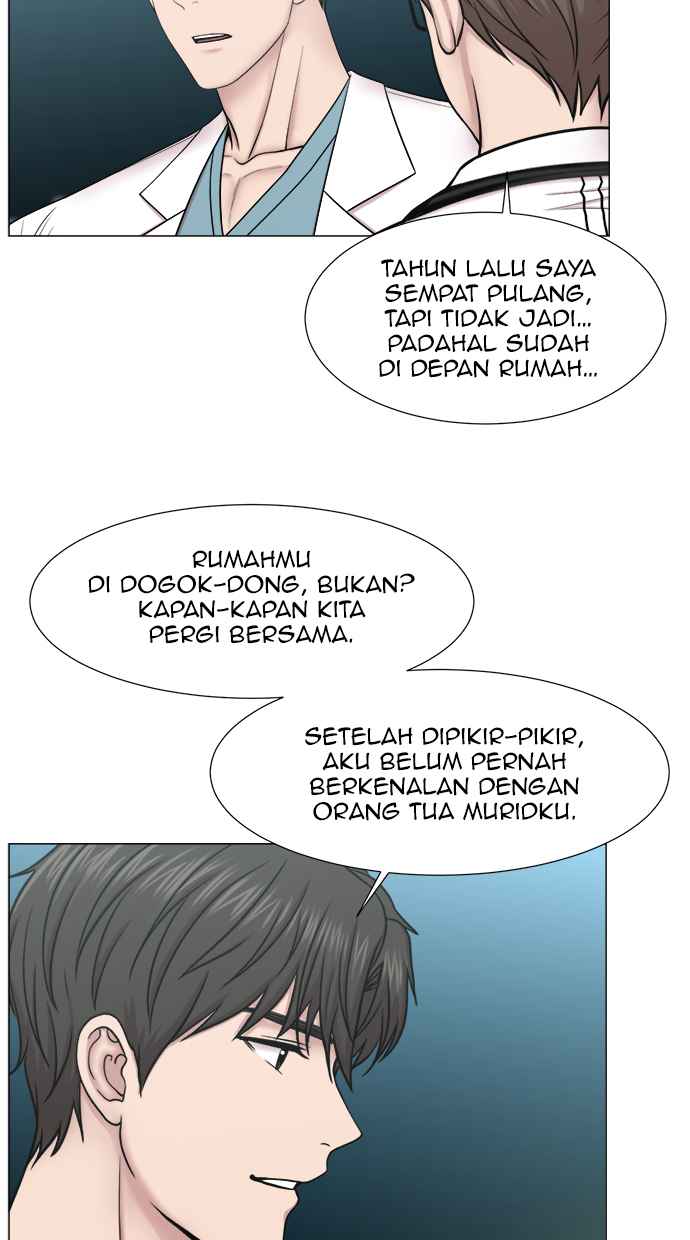 TAHUN LALU SAYA
SEMPAT PULANG,
TAPI TIDAK JADI...
PADAHAL SUDAH
DI DEPAN RUMAH...
RUMAHMU
DI DOGOK-DONG, BUKAN?
KAPAN-KAPAN KITA
PERGI BERSAMA.
SETELAH DIPIKIR-PIKIR,
AKU BELUM PERNAH
BERKENALAN DENGAN
ORANG TUA MURIDKU.